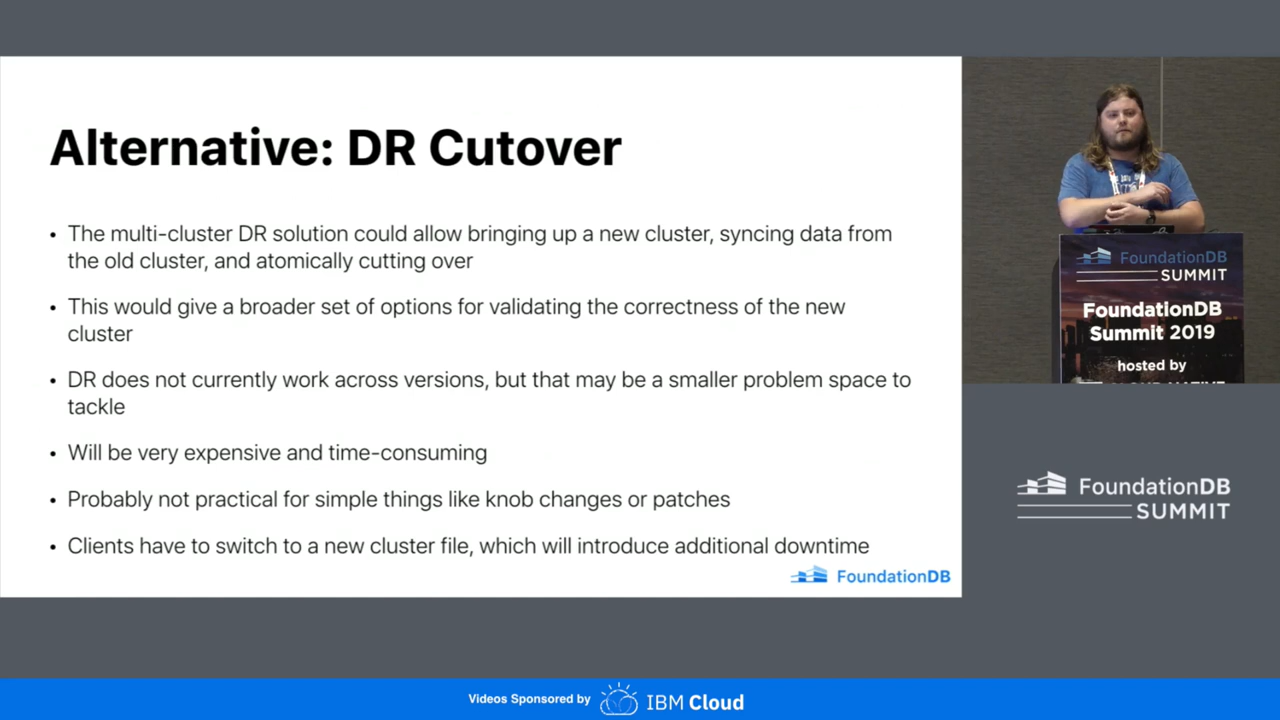 Alternative: DR Cutover
• The multi-cluster DR solution could allow bringing up a new cluster, syncing data from
the old cluster, and atomically cutting over
• This would give a broader set of options for validating the correctness of the new
cluster
• DR does not currently work across versions, but that may be a smaller problem space to
tackle
• Will be very expensive and time-consuming
• Probably not practical for simple things like knob changes or patches
• Clients have to switch to a new cluster file, which will introduce additional downtime
FoundationDB
FoundationDB
SUMMIT
FoundationDB
Summit 2019
hosted by
FoundationDB
SUMMIT
Videos Sponsored by
IBM Cloud